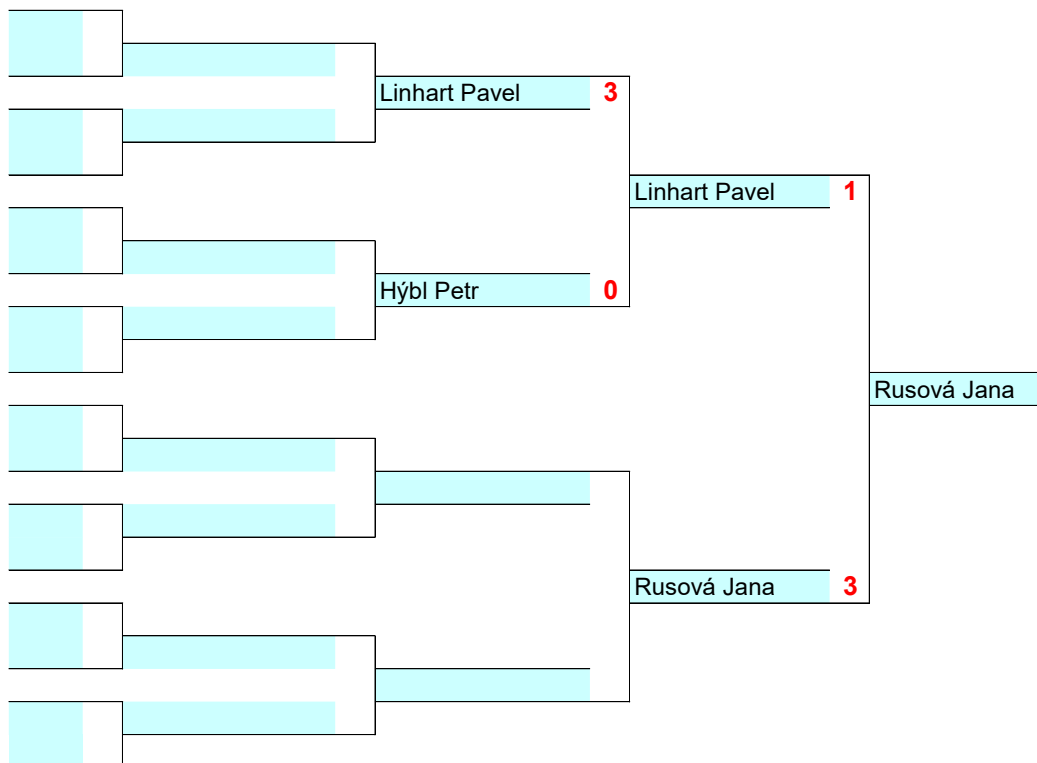 Linhart Pavel 3
Linhart Pavel 1
Hýbl Petr 0
Rusová Jana
Rusová Jana 3